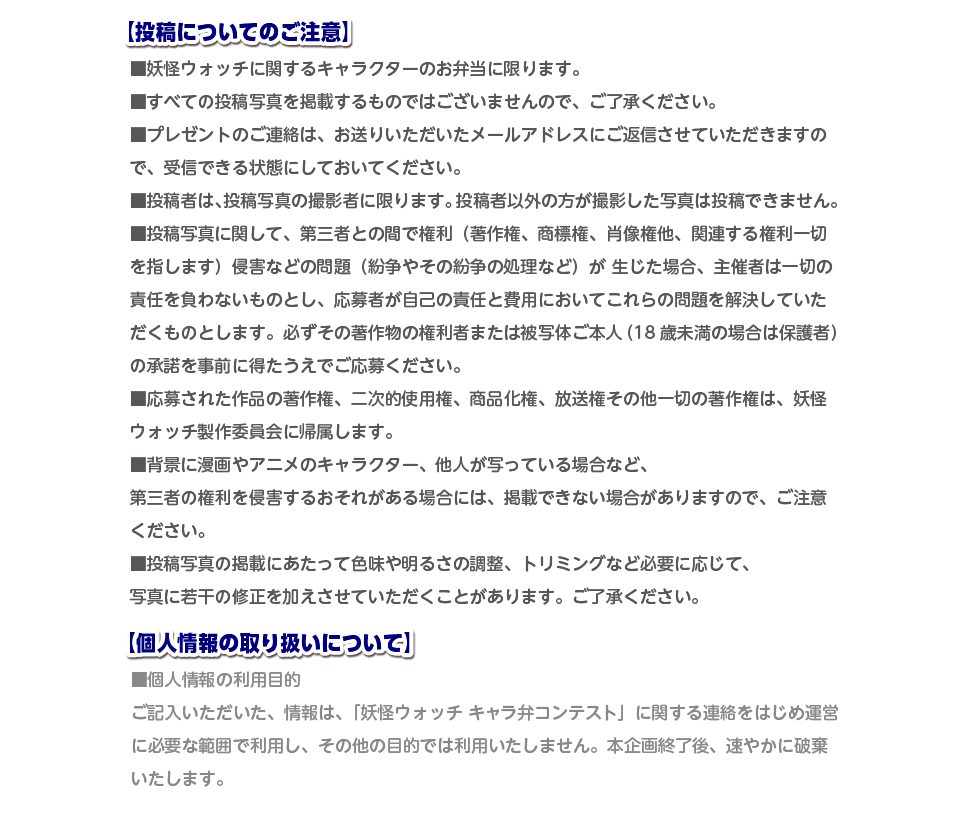 【投稿についてのご注意】
■妖怪ウォッチに関するキャラクターのお弁当に限ります。
■すべての投稿写真を掲載するものではございませんので、ご了承ください。
■プレゼントのご連絡は、お送りいただいたメールアドレスにご返信させていただきますの
で、受信できる状態にしておいてください。
■投稿者は、投稿写真の撮影者に限ります。投稿者以外の方が撮影した写真は投稿できません。
■投稿写真に関して、第三者との間で権利（著作権、商標権、肖像権他、関連する権利一切
を指します）侵害などの問題（紛争やその紛争の処理など）が 生じた場合、主催者は一切の
責任を負わないものとし、応募者が自己の責任と費用においてこれらの問題を解決していた
だくものとします。必ずその著作物の権利者または被写体ご本人 (18 歳未満の場合は保護者)
の承諾を事前に得たうえでご応募ください。
■応募された作品の著作権、二次的使用権、商品化権、放送権その他一切の著作権は、妖怪
ウォッチ製作委員会に帰属します。
■背景に漫画やアニメのキャラクター、他人が写っている場合など、
第三者の権利を侵害するおそれがある場合には、掲載できない場合がありますので、ご注意
ください。
■投稿写真の掲載にあたって色味や明るさの調整、トリミングなど必要に応じて、
写真に若干の修正を加えさせていただくことがあります。ご了承ください。
【個人情報の取り扱いについて】
■個人情報の利用目的
ご記入いただいた、情報は、「妖怪ウォッチ キャラ弁コンテスト」に関する連絡をはじめ運営
に必要な範囲で利用し、その他の目的では利用いたしません。本企画終了後、速やかに破棄
いたします。